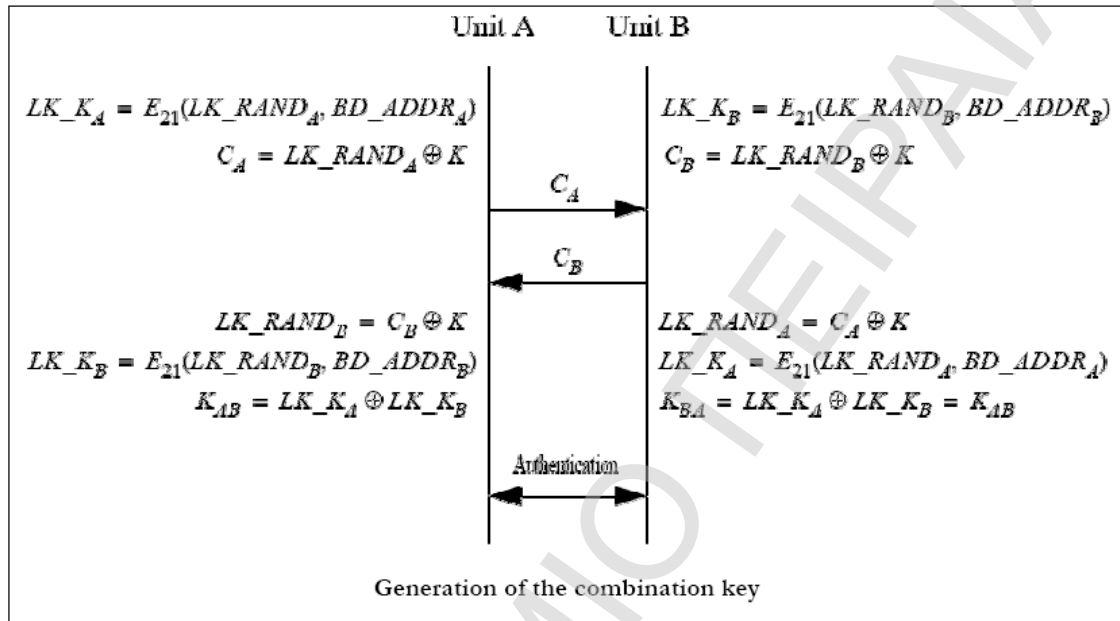 Unit A Unit B
LK_K_A = E_21(LK_RAND_A, BD_ADDR_A)
C_A = LK_RAND_A ⊕ K
LK_K_B = E_21(LK_RAND_B, BD_ADDR_B)
C_B = LK_RAND_B ⊕ K
C_A
C_B
LK_RAND_B = C_B ⊕ K
LK_K_B = E_21(LK_RAND_B, BD_ADDR_B)
K_AB = LK_K_A ⊕ LK_K_B
LK_RAND_A = C_A ⊕ K
LK_K_A = E_21(LK_RAND_A, BD_ADDR_A)
K_BA = LK_K_A ⊕ LK_K_B = K_AB
Authentication
Generation of the combination key